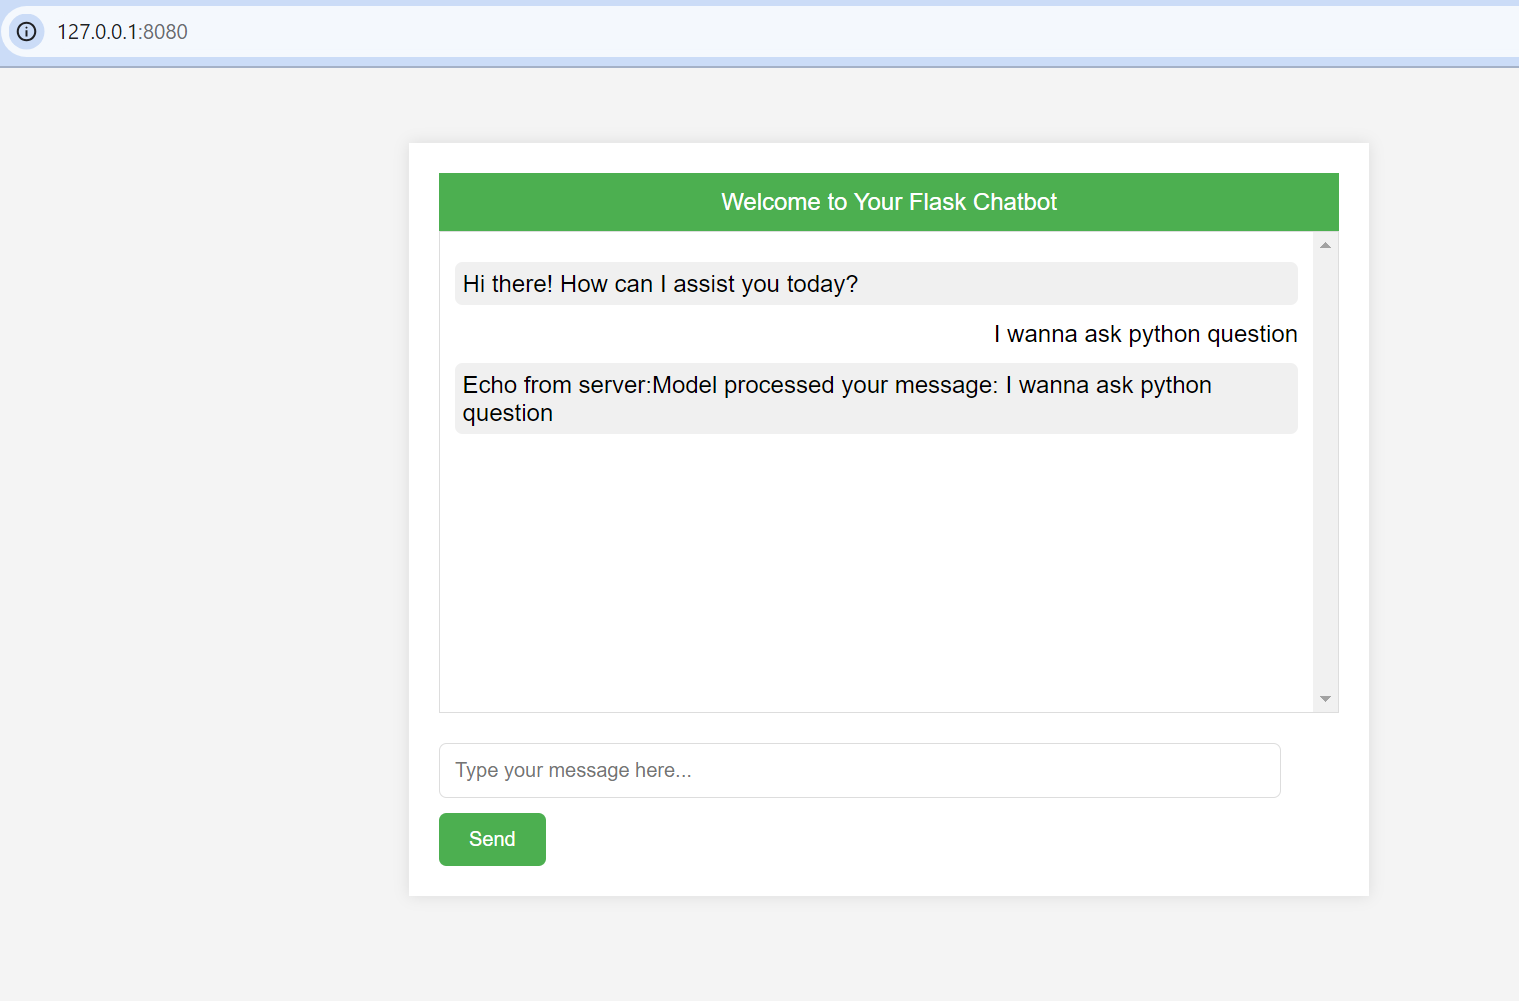 127.0.0.1:8080
Welcome to Your Flask Chatbot
Hi there! How can I assist you today?
I wanna ask python question
Echo from server:Model processed your message: I wanna ask python
question
Type your message here...
Send